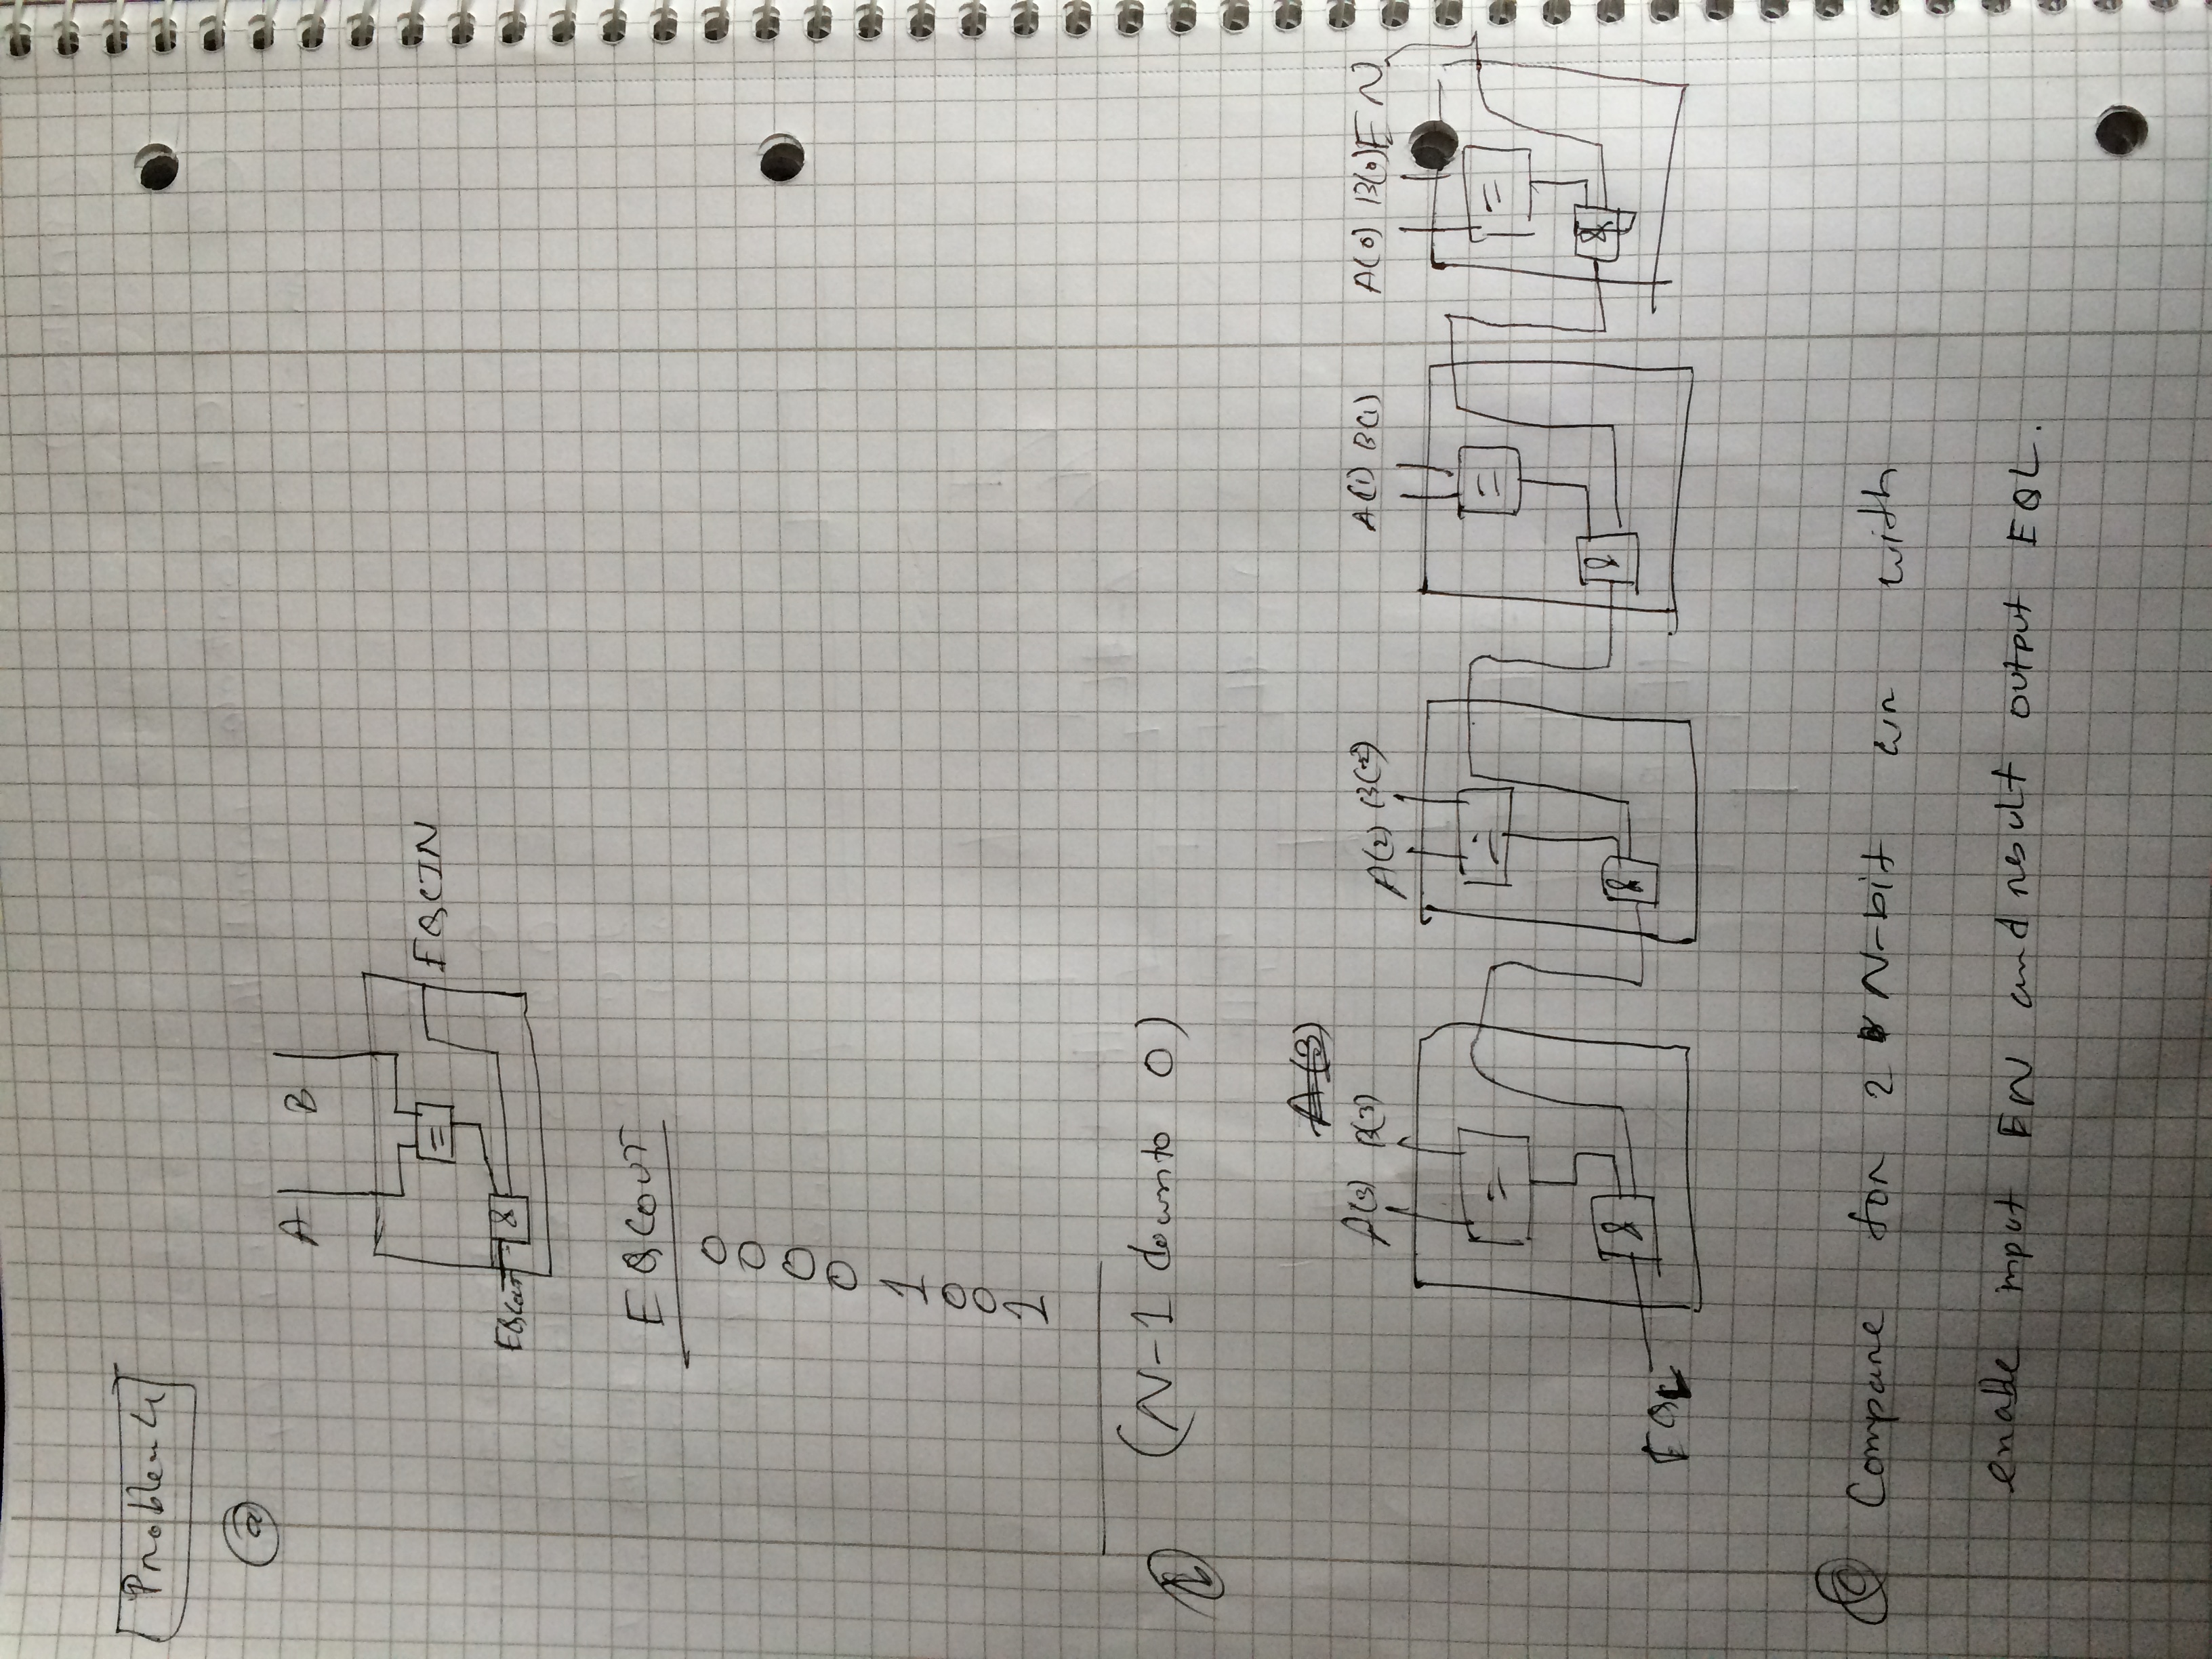 Problem 4
a
A B
=
EQCIN
EQCOUT & 
EQCOUT
0
0
0
0
1
0
0
1
b (N-1 downto 0)
A(3)
A(3) B(3) A(2) B(2) A(1) B(1) A(0) B(0) EN
= = = =
& & & &
EQL
c Compare for 2 N-bit with
enable input EN and result output EQL.